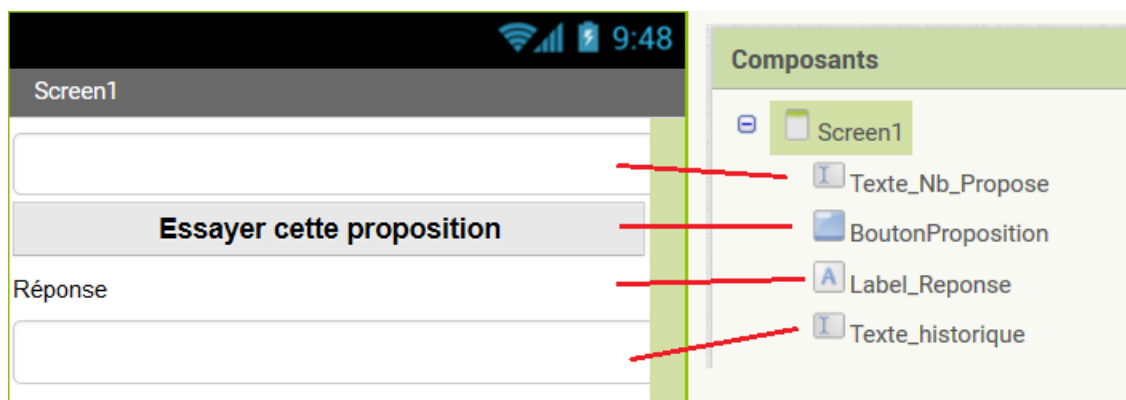 9:48
Screen1
Essayer cette proposition
Réponse
Composants
Screen1
Texte_Nb_Propose
BoutonProposition
A Label_Reponse
Texte_historique